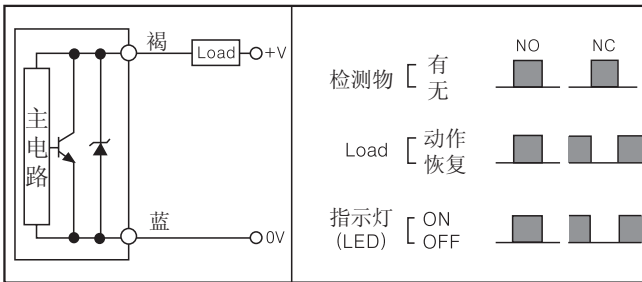 褐
Load
+V
主电路
蓝
0V
NO NC
检测物 有
无
Load 动作
恢复
指示灯 ON
(LED) OFF